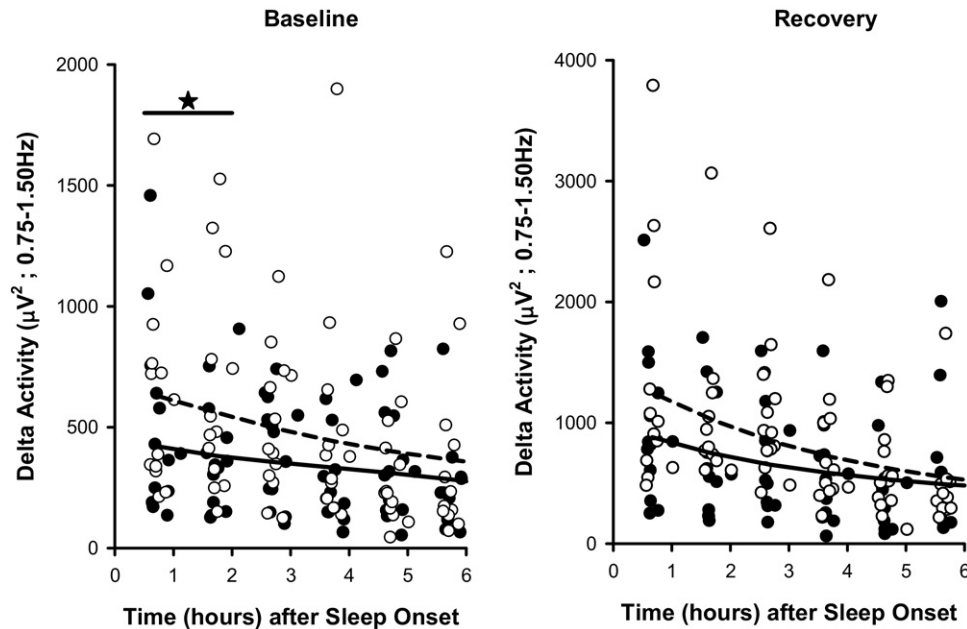 Baseline
Delta Activity (µV² ; 0.75-1.50Hz)
2000
1500
1000
500
0
0 1 2 3 4 5 6
Time (hours) after Sleep Onset
Recovery
Delta Activity (µV² ; 0.75-1.50Hz)
4000
3000
2000
1000
0
0 1 2 3 4 5 6
Time (hours) after Sleep Onset